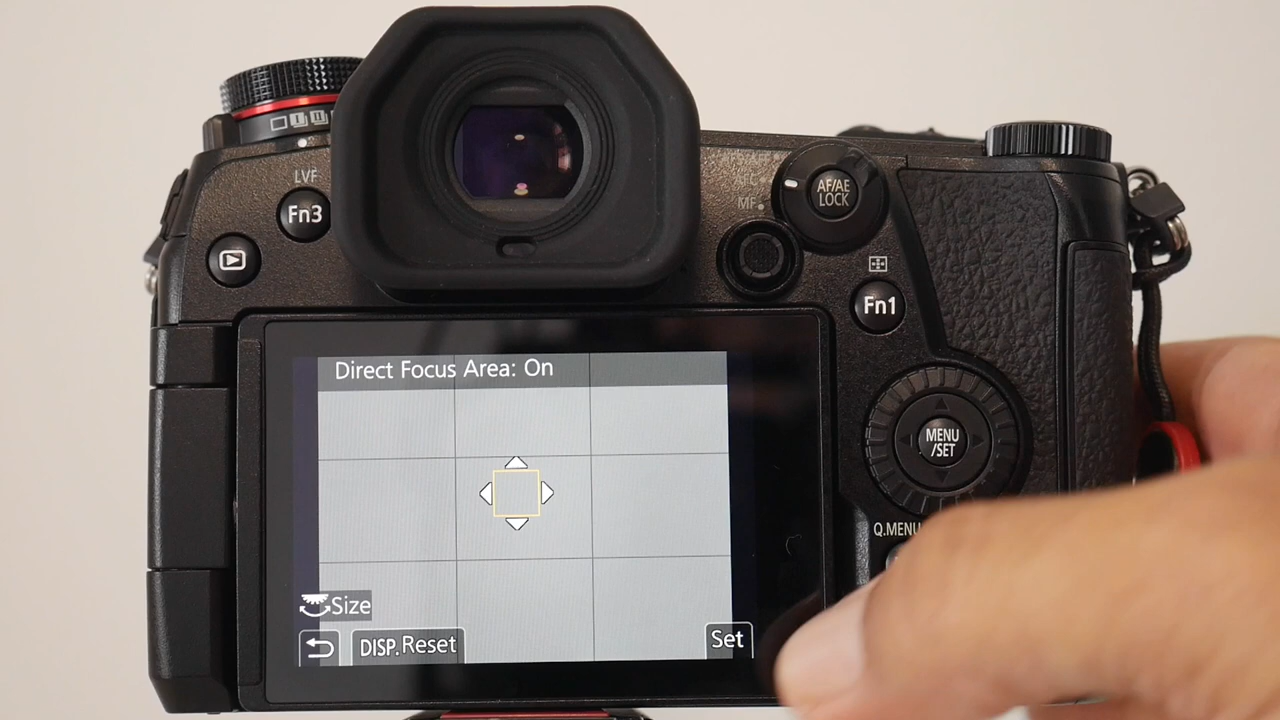 LVF
Fn3
AF/AE
LOCK
MF
Fn1
Direct Focus Area: On
MENU
/SET
Q.MENU
Size
DISP. Reset
Set